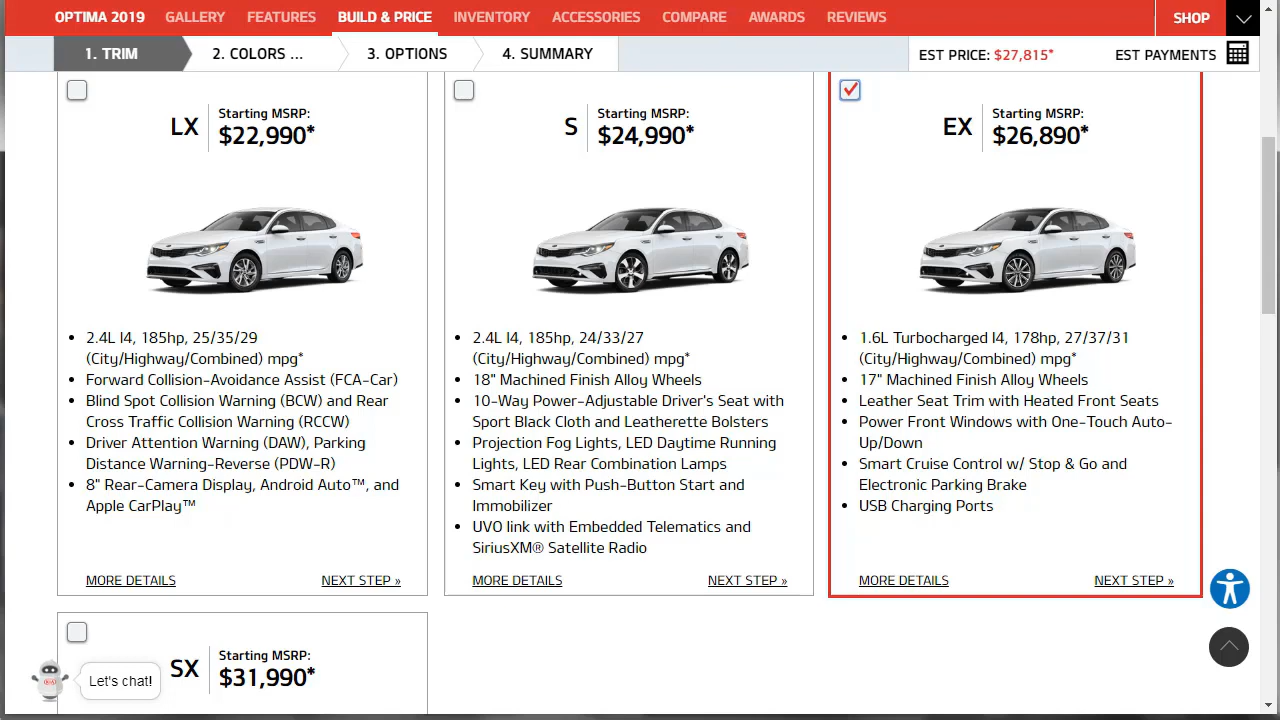 OPTIMA 2019 GALLERY FEATURES BUILD & PRICE INVENTORY ACCESSORIES COMPARE AWARDS REVIEWS SHOP
1. TRIM 2. COLORS ... 3. OPTIONS 4. SUMMARY EST PRICE: $27,815* EST PAYMENTS
LX
Starting MSRP:
$22,990*
2.4L I4, 185hp, 25/35/29
(City/Highway/Combined) mpg*
Forward Collision-Avoidance Assist (FCA-Car)
Blind Spot Collision Warning (BCW) and Rear
Cross Traffic Collision Warning (RCCW)
Driver Attention Warning (DAW), Parking
Distance Warning-Reverse (PDW-R)
8" Rear-Camera Display, Android Auto™, and
Apple CarPlay™
MORE DETAILS NEXT STEP »
S
Starting MSRP:
$24,990*
2.4L I4, 185hp, 24/33/27
(City/Highway/Combined) mpg*
18" Machined Finish Alloy Wheels
10-Way Power-Adjustable Driver's Seat with
Sport Black Cloth and Leatherette Bolsters
Projection Fog Lights, LED Daytime Running
Lights, LED Rear Combination Lamps
Smart Key with Push-Button Start and
Immobilizer
UVO link with Embedded Telematics and
SiriusXM® Satellite Radio
MORE DETAILS NEXT STEP »
EX
Starting MSRP:
$26,890*
1.6L Turbocharged I4, 178hp, 27/37/31
(City/Highway/Combined) mpg*
17" Machined Finish Alloy Wheels
Leather Seat Trim with Heated Front Seats
Power Front Windows with One-Touch Auto-
Up/Down
Smart Cruise Control w/ Stop & Go and
Electronic Parking Brake
USB Charging Ports
MORE DETAILS NEXT STEP »
SX
Starting MSRP:
$31,990*
Let's chat!